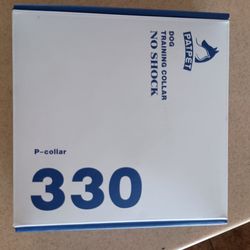 PATPET
DOG
TRAINING COLLAR
NO SHOCK
P-collar
330